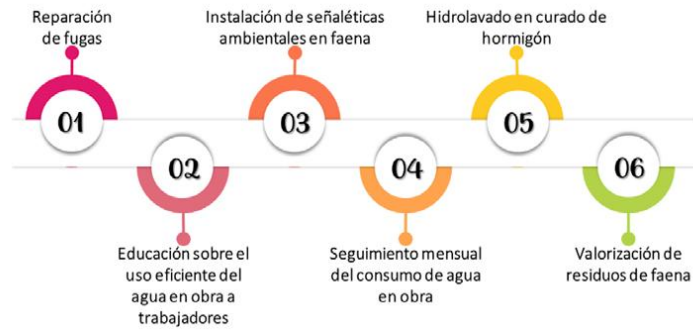 Reparación
de fugas
01
Educación sobre el
uso eficiente del
agua en obra a
trabajadores
02
Instalación de señaléticas
ambientales en faena
03
Seguimiento mensual
del consumo de agua
en obra
04
Hidrolavado en curado de
hormigón
05
Valorización de
residuos de faena
06